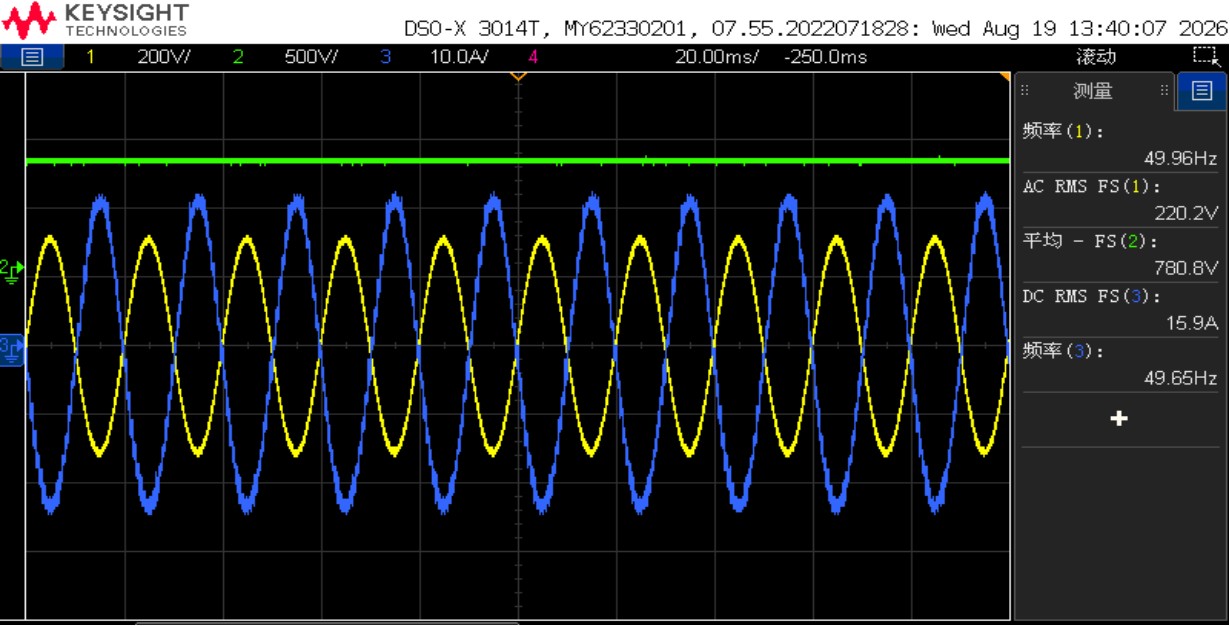 KEYSIGHT
TECHNOLOGIES
DSO-X 3014T, MY62330201, 07.55.2022071828: Wed Aug 19 13:40:07 2026
1 200V/ 2 500V/ 3 10.0A/ 4 20.00ms/ -250.0ms 滚动
测量
频率(1):
49.96Hz
AC RMS FS(1):
220.2V
平均 - FS(2):
780.8V
DC RMS FS(3):
15.9A
频率(3):
49.65Hz
+
2
3